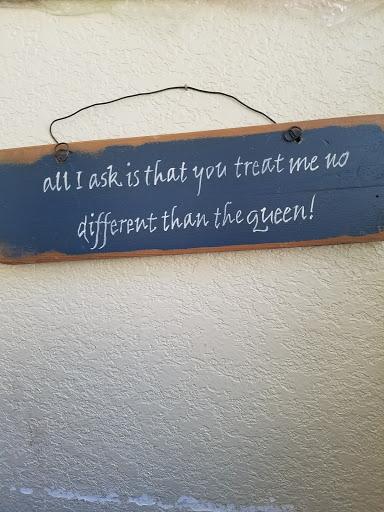 all I ask is that you treat me no
different than the queen!